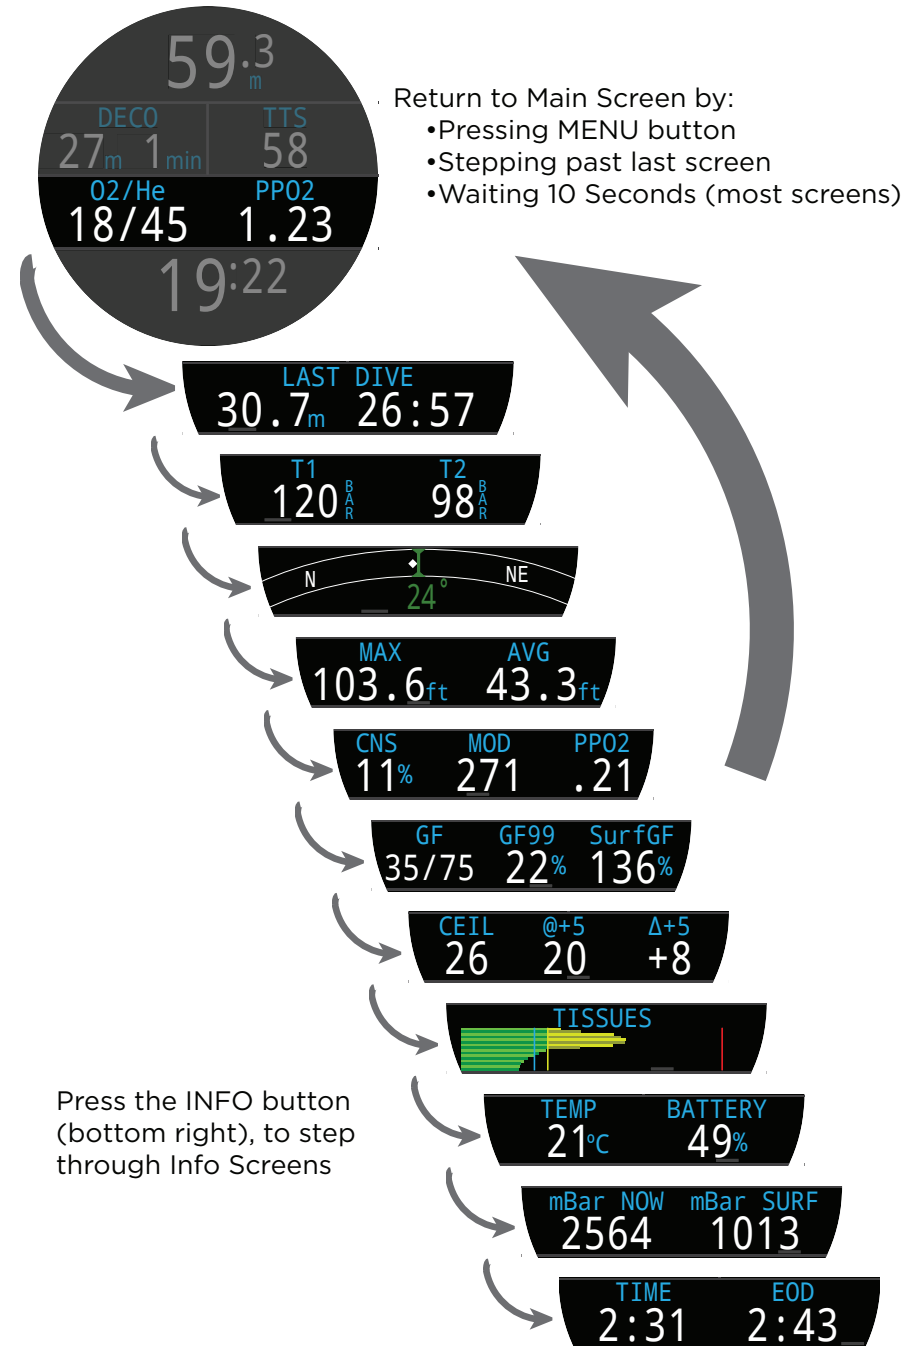 59.3
m
DECO TTS
27m 1min 58
O2/He PPO2
18/45 1.23
19:22
Return to Main Screen by:
•Pressing MENU button
•Stepping past last screen
•Waiting 10 Seconds (most screens)
LAST DIVE
30.7m 26:57
T1 T2
120 BAR 98 BAR
N NE
24°
MAX AVG
103.6ft 43.3ft
CNS MOD PPO2
11% 271 .21
GF GF99 SurfGF
35/75 22% 136%
CEIL @+5 Δ+5
26 20 +8
TISSUES
Press the INFO button
(bottom right), to step
through Info Screens
TEMP BATTERY
21ºC 49%
mBar NOW mBar SURF
2564 1013
TIME EOD
2:31 2:43